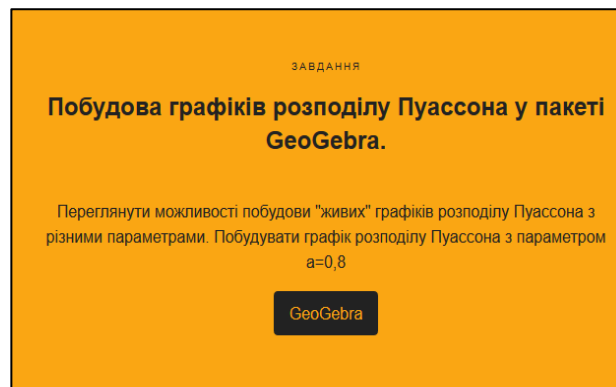 ЗАВДАННЯ
Побудова графіків розподілу Пуассона у пакеті
GeoGebra.
Переглянути можливості побудови "живих" графіків розподілу Пуассона з
різними параметрами. Побудувати графік розподілу Пуассона з параметром
a=0,8
GeoGebra